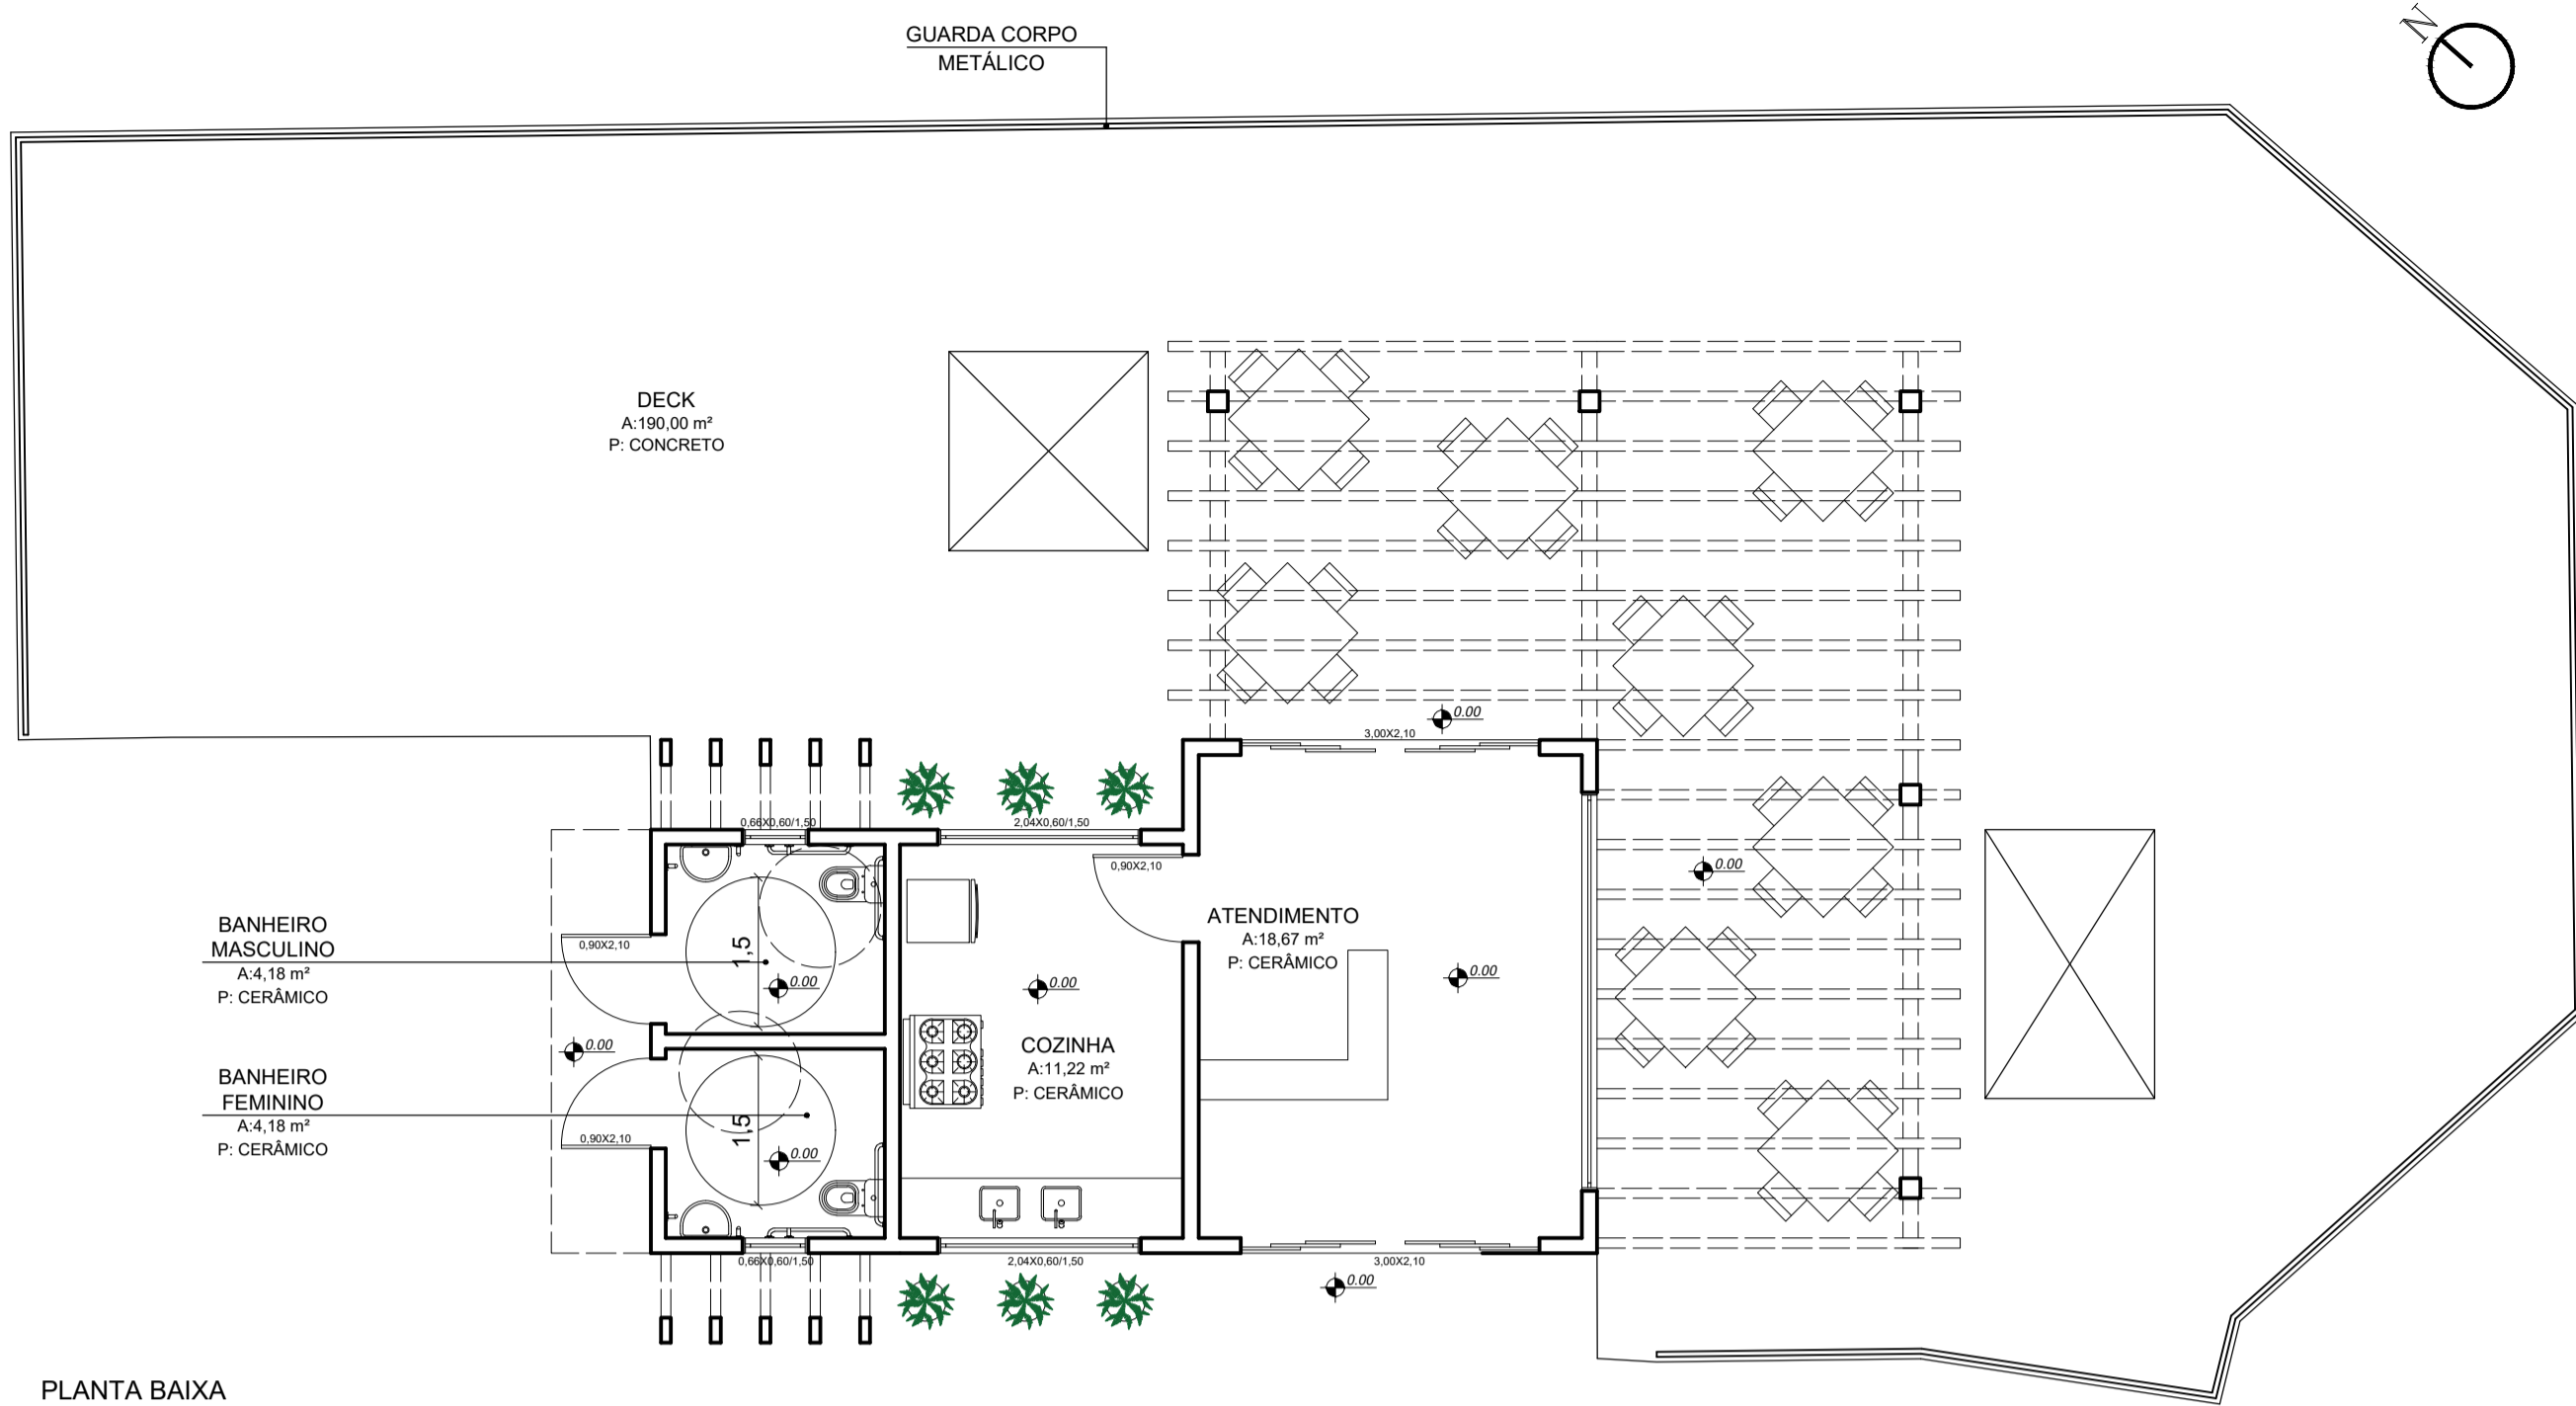 GUARDA CORPO
METÁLICO
N
DECK
A:190,00 m²
P: CONCRETO
0.00
3,00X2,10
0,66X0,60/1,50
2,04X0,60/1,50
0,90X2,10
0.00
ATENDIMENTO
A:18,67 m²
P: CERÂMICO
BANHEIRO
MASCULINO
A:4,18 m²
P: CERÂMICO
0,90X2,10
1,5
0.00
0.00
0.00
COZINHA
A:11,22 m²
P: CERÂMICO
0.00
BANHEIRO
FEMININO
A:4,18 m²
P: CERÂMICO
0,90X2,10
1,5
0.00
0,66X0,60/1,50
2,04X0,60/1,50
3,00X2,10
0.00
PLANTA BAIXA